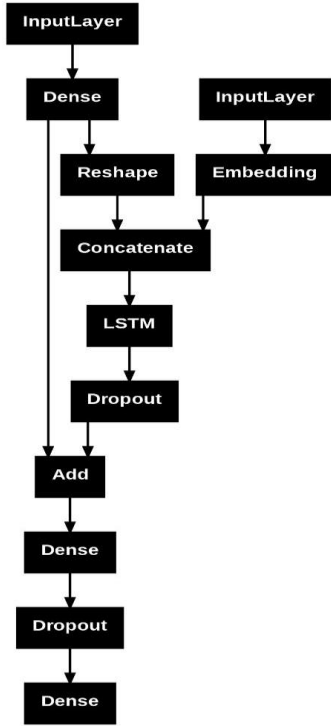 InputLayer
Dense
InputLayer
Reshape
Embedding
Concatenate
LSTM
Dropout
Add
Dense
Dropout
Dense